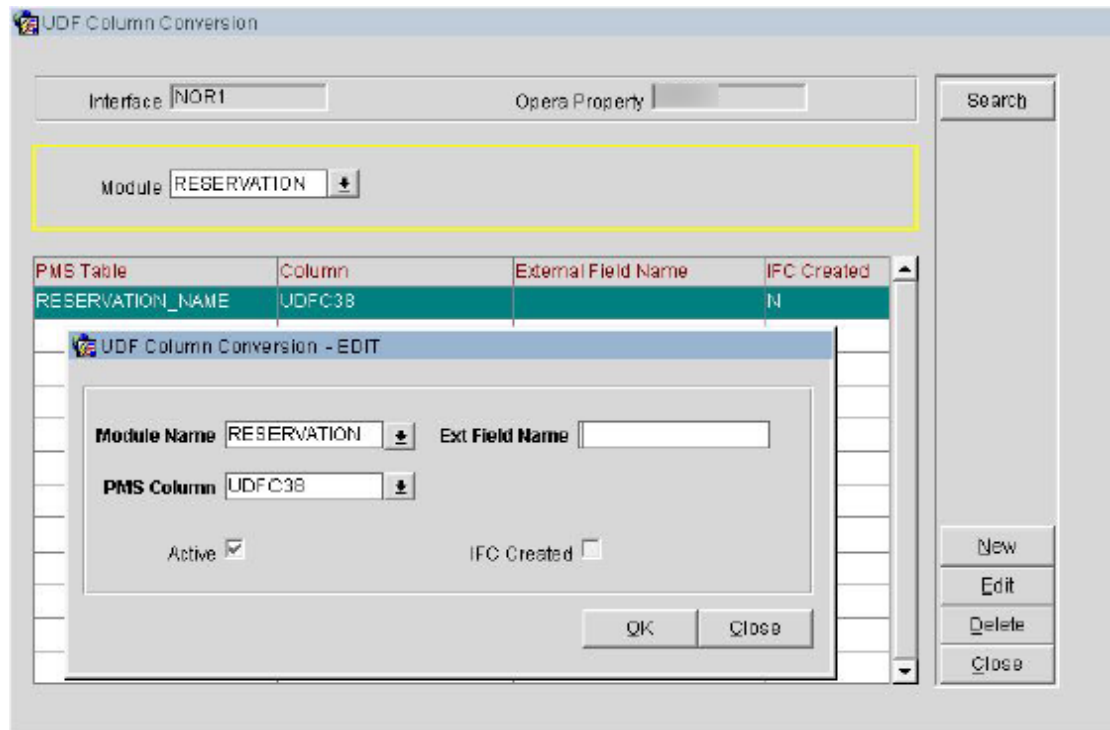 UDF Column Conversion
Interface NOR1 Opera Property
Search
Module RESERVATION
PMS Table Column External Field Name IFC Created
RESERVATION_NAME UDFC38 N
UDF Column Conversion - EDIT
Module Name RESERVATION Ext Field Name
PMS Column UDFC38
Active IFC Created
OK Close
New
Edit
Delete
Close